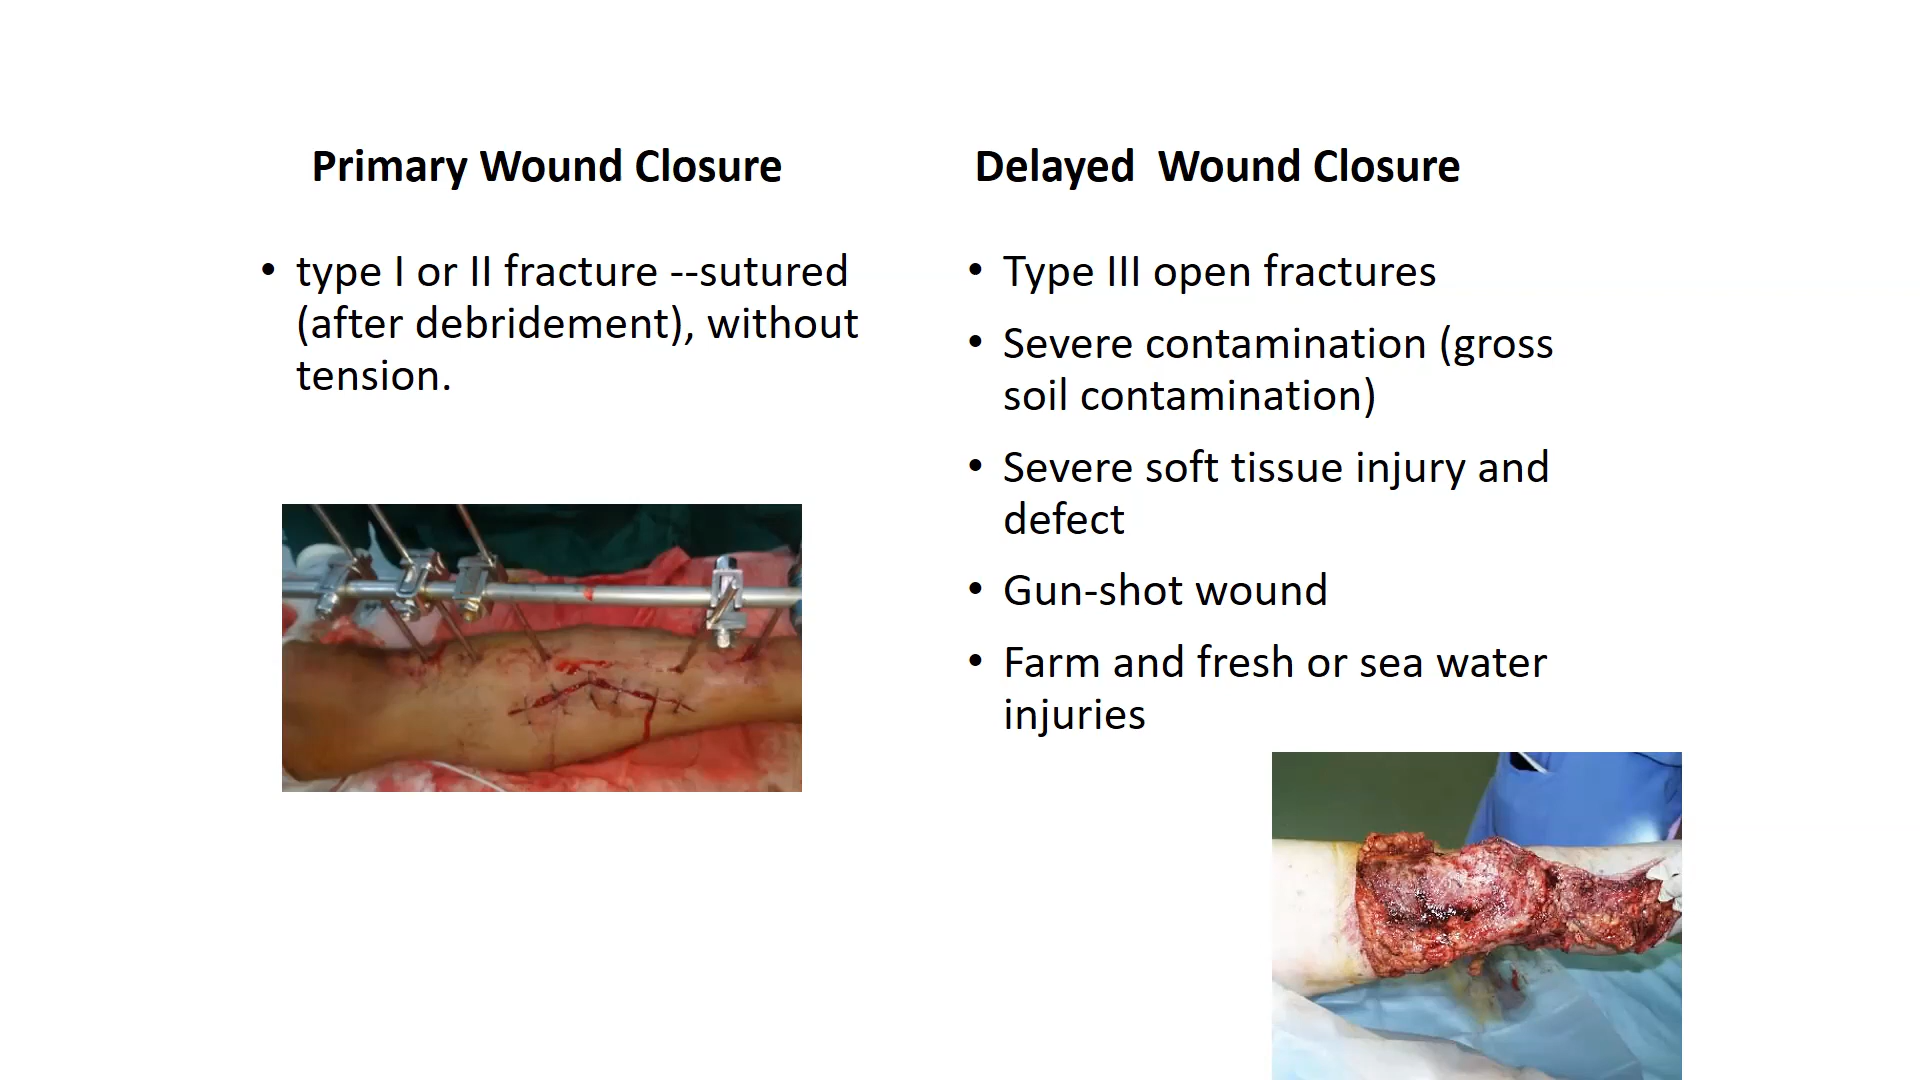 Primary Wound Closure
• type I or II fracture --sutured
(after debridement), without
tension.
Delayed  Wound Closure
• Type III open fractures
• Severe contamination (gross
soil contamination)
• Severe soft tissue injury and
defect
• Gun-shot wound
• Farm and fresh or sea water
injuries